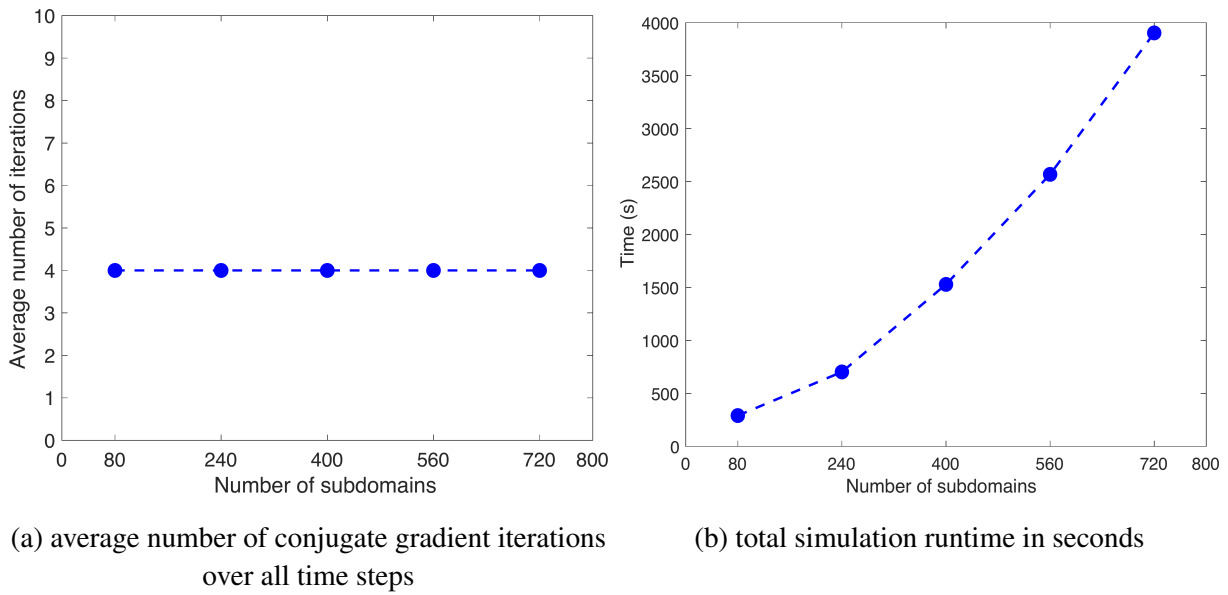 10
9
8
7
6
5
4
3
2
1
0
Average number of iterations
0 80 240 400 560 720 800
Number of subdomains
(a) average number of conjugate gradient iterations
over all time steps
4000
3500
3000
2500
2000
1500
1000
500
0
Time (s)
0 80 240 400 560 720 800
Number of subdomains
(b) total simulation runtime in seconds